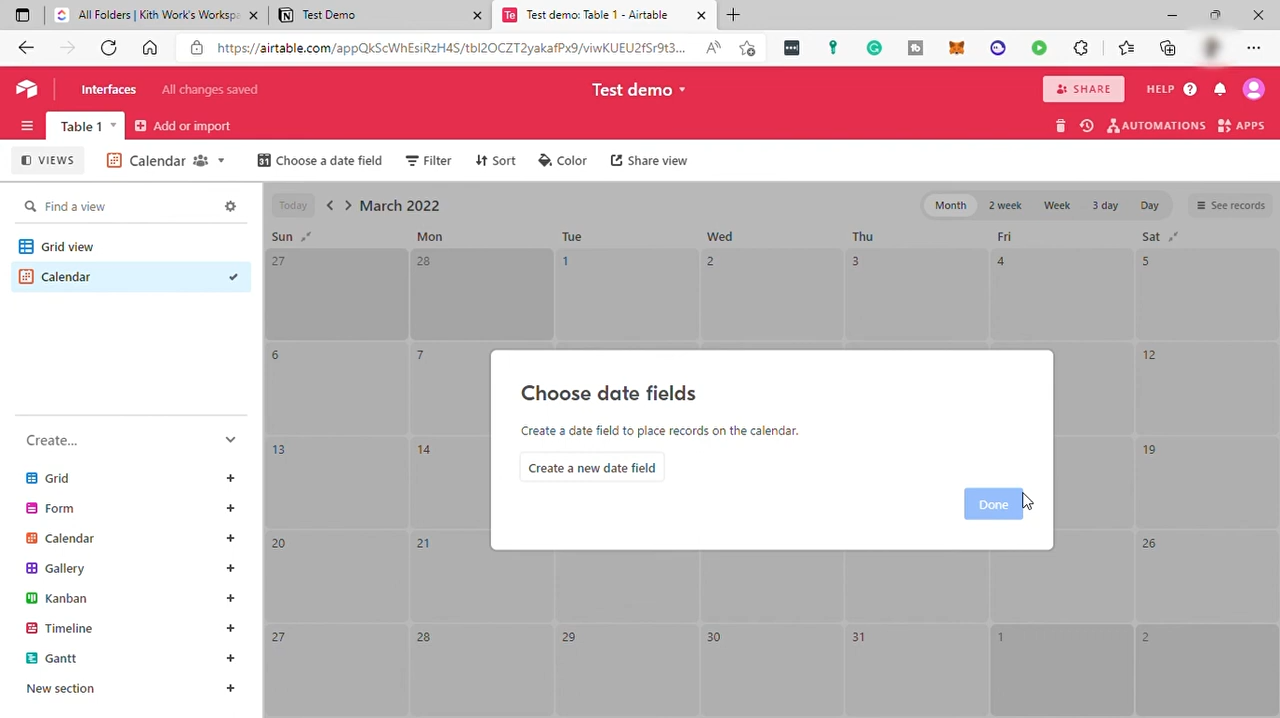 All Folders | Kith Work's Workspa
Test Demo
Test demo: Table 1 - Airtable
https://airtable.com/appQkScWhEsiRzH4S/tbl2OCZT2yakafPx9/viwKUEU2fSr9t3...
Interfaces
All changes saved
Test demo
SHARE
HELP
Table 1
Add or import
AUTOMATIONS
APPS
VIEWS
Calendar
Choose a date field
Filter
Sort
Color
Share view
Find a view
Today
March 2022
Month
2 week
Week
3 day
Day
See records
Sun Mon Tue Wed Thu Fri Sat
Grid view
Calendar
27 28 1 2 3 4 5
6 7 12
Choose date fields
Create a date field to place records on the calendar.
Create a new date field
Done
13 14 19
20 21 26
27 28 29 30 31 1 2
Create...
Grid
Form
Calendar
Gallery
Kanban
Timeline
Gantt
New section